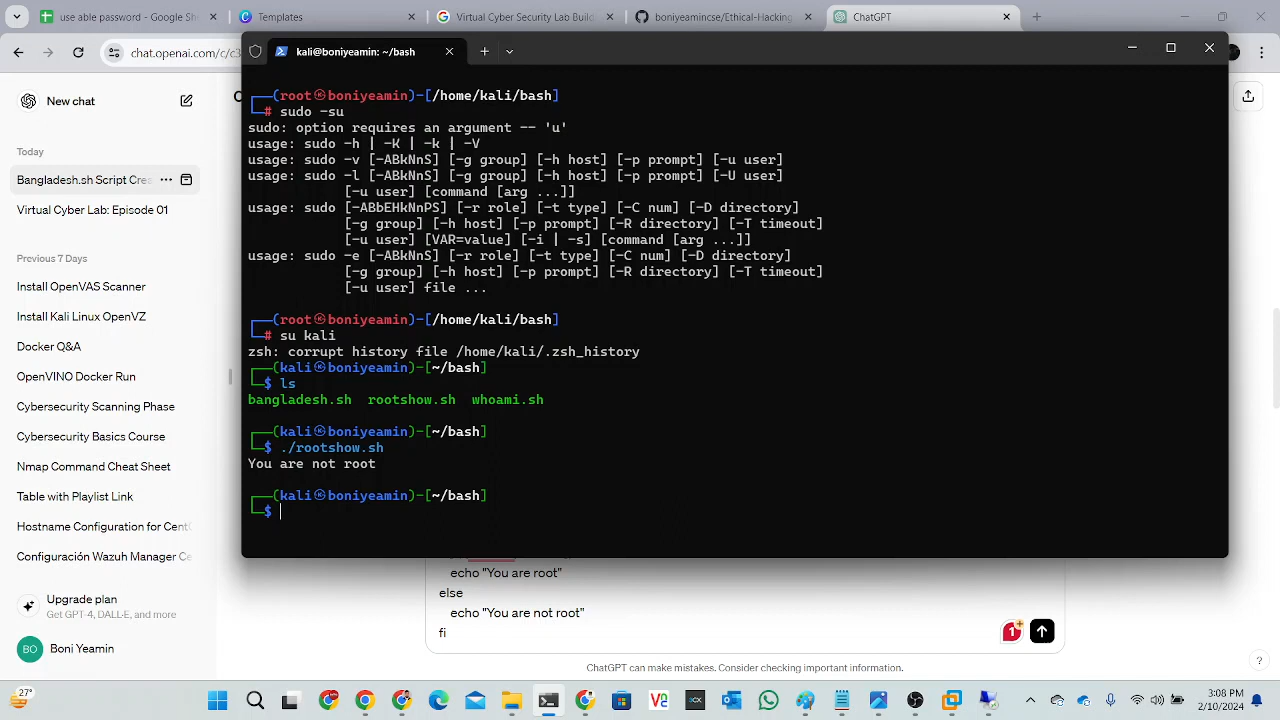 use alias password - Google S
Templates
Virtual Cyber Security Lab Build
boniyeamincse/Ethical-Hacking
ChatGPT
chat.openai.com/c/c3
kali@boniyeamin: ~/bash
New chat
Today
Bangladesh.sh Script Crea
Virtual Cyber Lab: Episode 01
Previous 7 Days
Install OpenVAS Scanner
Install Kali Linux OpenVZ
Docker Q&A
OpenVINO Docker Run
Cybersecurity Scanning Phase
Cybersecurity Basics Course
Nmap Command Cheat Sheet
Table with Playlist Link
Hostname Configuration for Cent
Configuración Wazuh Manager Ce
Upgrade plan
Get GPT-4, DALL·E, and more
BO Boni Yeamin
┌──(root㉿boniyeamin)-[/home/kali/bash]
└─# sudo -su
sudo: option requires an argument -- 'u'
usage: sudo -h | -K | -k | -V
usage: sudo -v [-ABkNnS] [-g group] [-h host] [-p prompt] [-u user]
usage: sudo -l [-ABkNnS] [-g group] [-h host] [-p prompt] [-U user]
[-u user] [command [arg ...]]
usage: sudo [-ABbEHkNnPS] [-r role] [-t type] [-C num] [-D directory]
[-g group] [-h host] [-p prompt] [-R directory] [-T timeout]
[-u user] [VAR=value] [-i | -s] [command [arg ...]]
usage: sudo -e [-ABkNnS] [-r role] [-t type] [-C num] [-D directory]
[-g group] [-h host] [-p prompt] [-R directory] [-T timeout]
[-u user] file ...
┌──(root㉿boniyeamin)-[/home/kali/bash]
└─# su kali
zsh: corrupt history file /home/kali/.zsh_history
┌──(kali㉿boniyeamin)-[~/bash]
└─$ ls
bangladesh.sh rootshow.sh whoami.sh
┌──(kali㉿boniyeamin)-[~/bash]
└─$ ./rootshow.sh
You are not root
┌──(kali㉿boniyeamin)-[~/bash]
└─$
echo "You are root"
else
echo "You are not root"
fi
ChatGPT can make mistakes. Consider checking important information.
?
27°
3:08 PM
2/10/2024